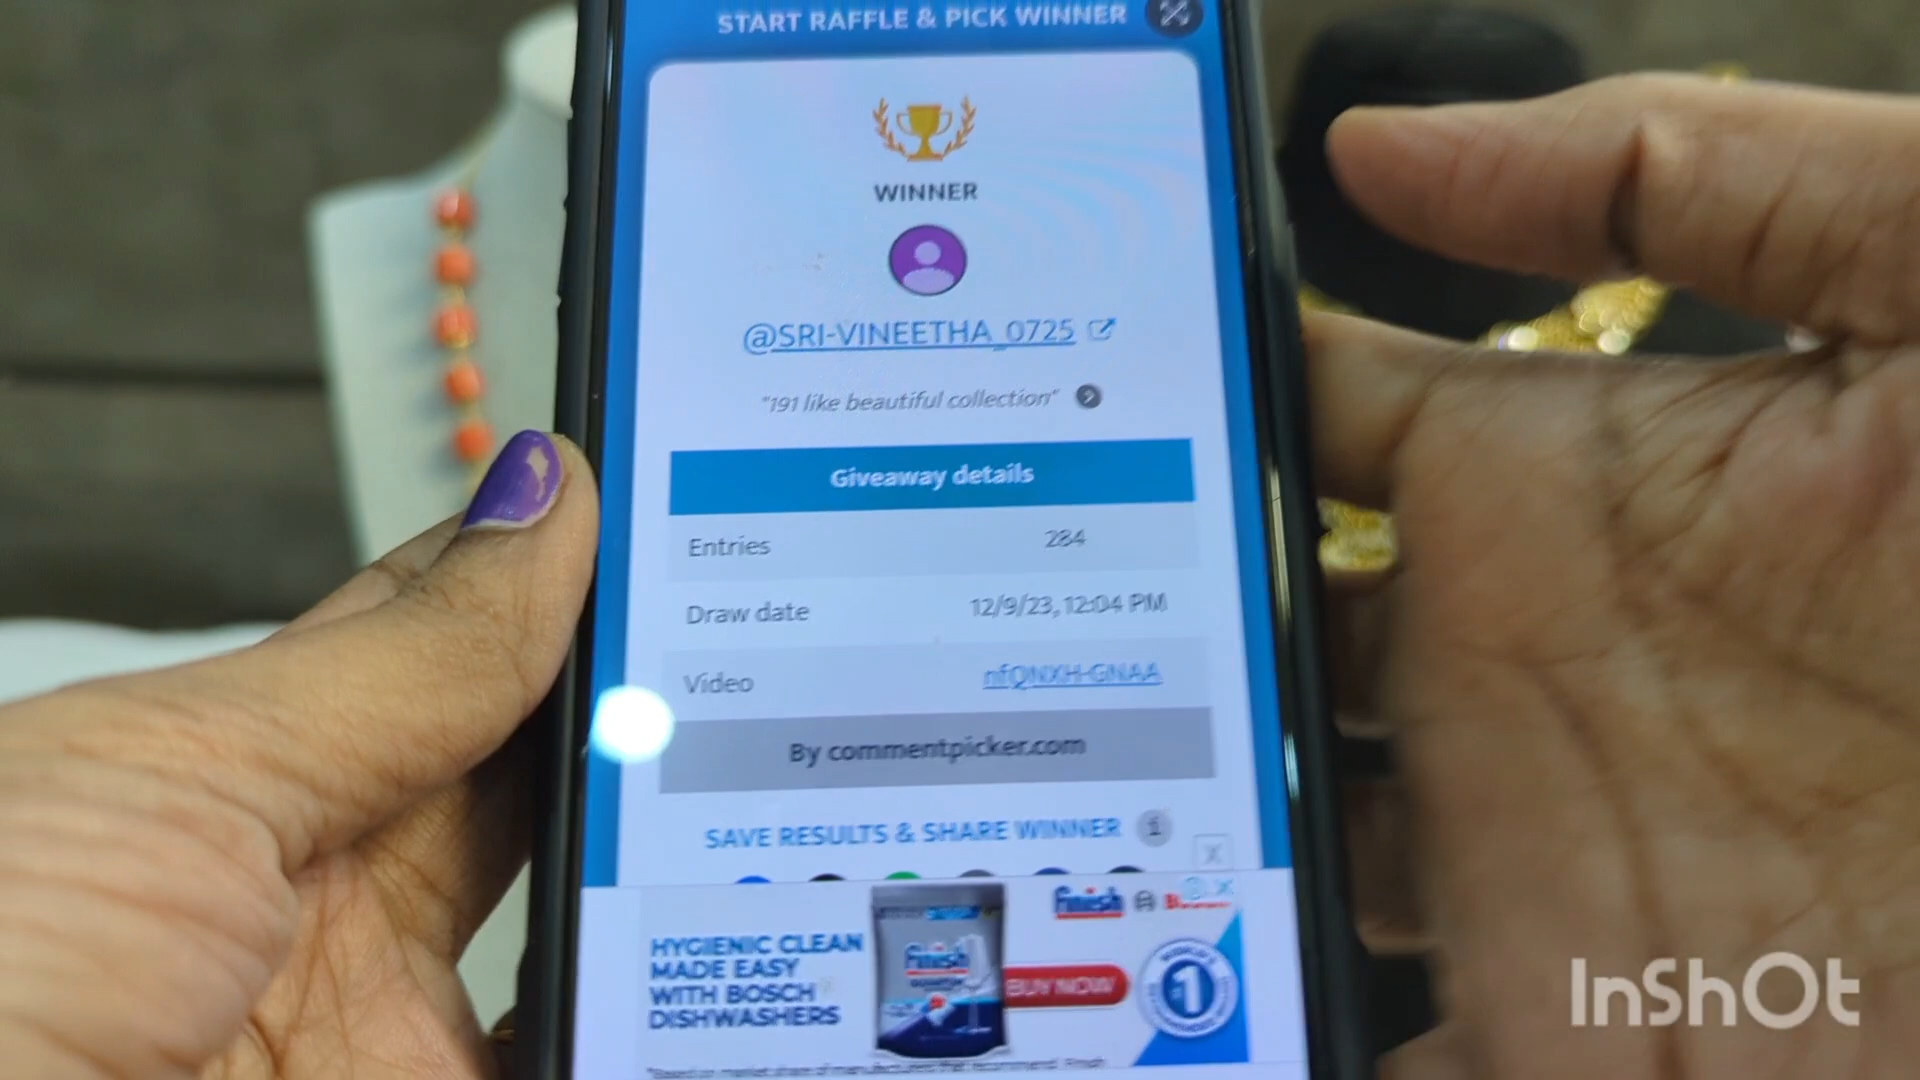 START RAFFLE & PICK WINNER
WINNER
@SRI-VINEETHA_0725
"191 like beautiful collection"
Giveaway details
Entries 284
Draw date 12/9/23, 12:04 PM
Video nfQNXH-GNAA
By commentpicker.com
SAVE RESULTS & SHARE WINNER
HYGIENIC CLEAN
MADE EASY
WITH BOSCH
DISHWASHERS
finish
finish
BUY NOW
1
InShOt